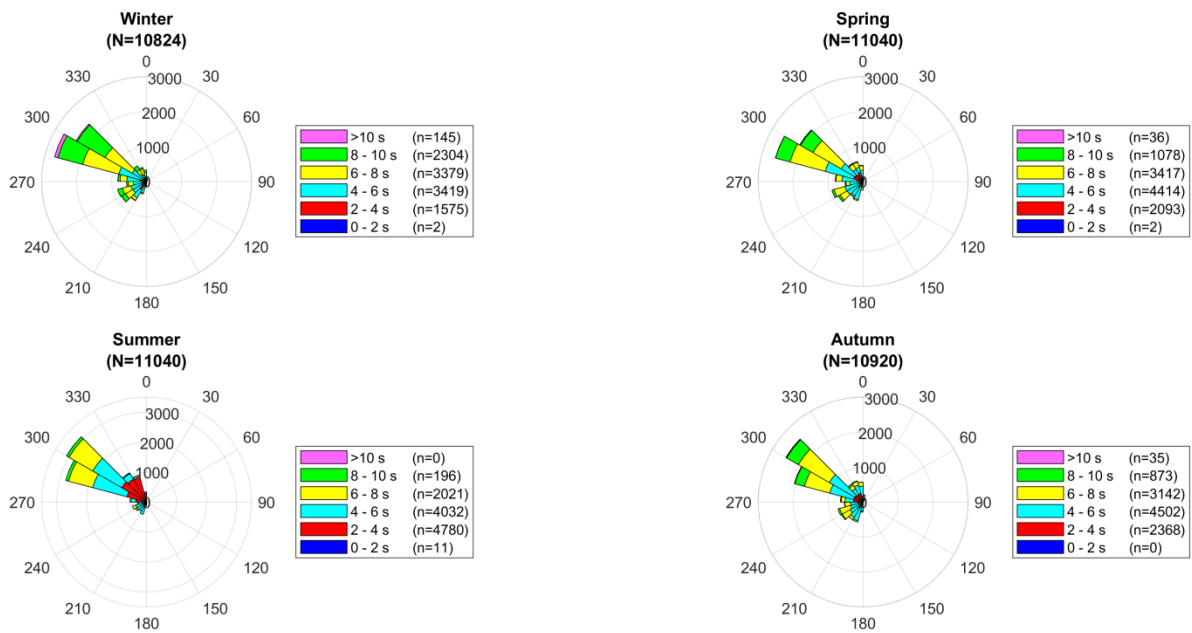 Winter
(N=10824)
0
330 30
3000
300 2000 60
1000
270 0 90
240 120
210 150
180
>10 s (n=145)
8 - 10 s (n=2304)
6 - 8 s (n=3379)
4 - 6 s (n=3419)
2 - 4 s (n=1575)
0 - 2 s (n=2)
Spring
(N=11040)
0
330 30
3000
300 2000 60
1000
270 0 90
240 120
210 150
180
>10 s (n=36)
8 - 10 s (n=1078)
6 - 8 s (n=3417)
4 - 6 s (n=4414)
2 - 4 s (n=2093)
0 - 2 s (n=2)
Summer
(N=11040)
0
330 30
3000
300 2000 60
1000
270 0 90
240 120
210 150
180
>10 s (n=0)
8 - 10 s (n=196)
6 - 8 s (n=2021)
4 - 6 s (n=4032)
2 - 4 s (n=4780)
0 - 2 s (n=11)
Autumn
(N=10920)
0
330 30
3000
300 2000 60
1000
270 0 90
240 120
210 150
180
>10 s (n=35)
8 - 10 s (n=873)
6 - 8 s (n=3142)
4 - 6 s (n=4502)
2 - 4 s (n=2368)
0 - 2 s (n=0)